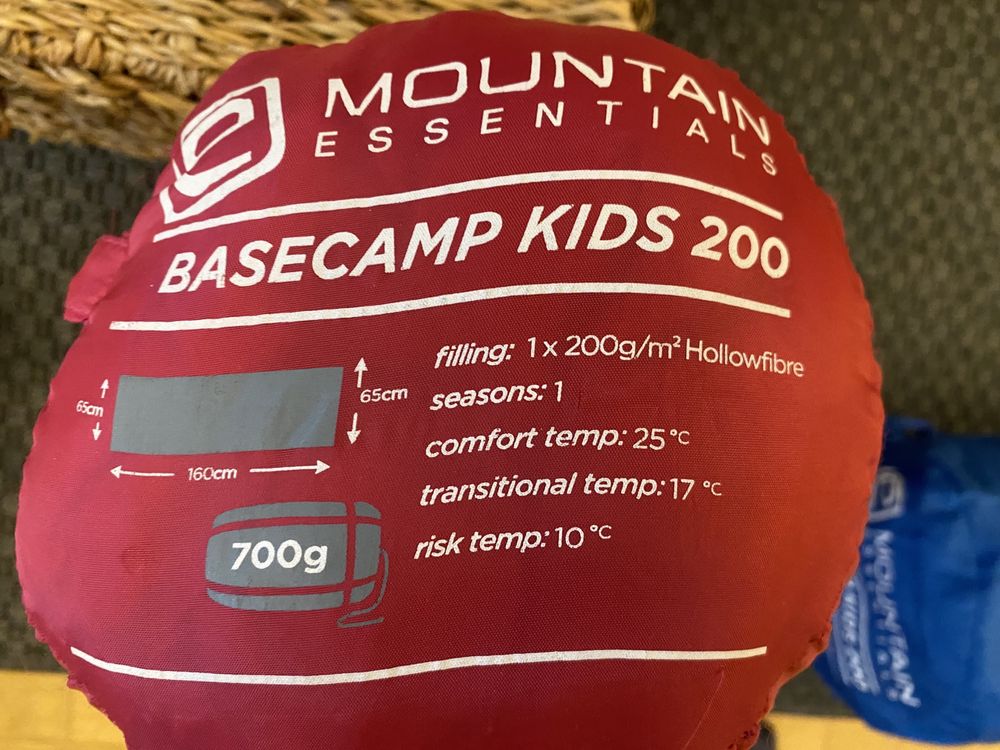 e MOUNTAIN
ESSENTIALS
BASECAMP KIDS 200
filling: 1 x 200g/m² Hollowfibre
seasons: 1
comfort temp: 25°C
transitional temp: 17 °C
risk temp: 10 °C
65cm
65cm
160cm
700g
MOUNTAIN